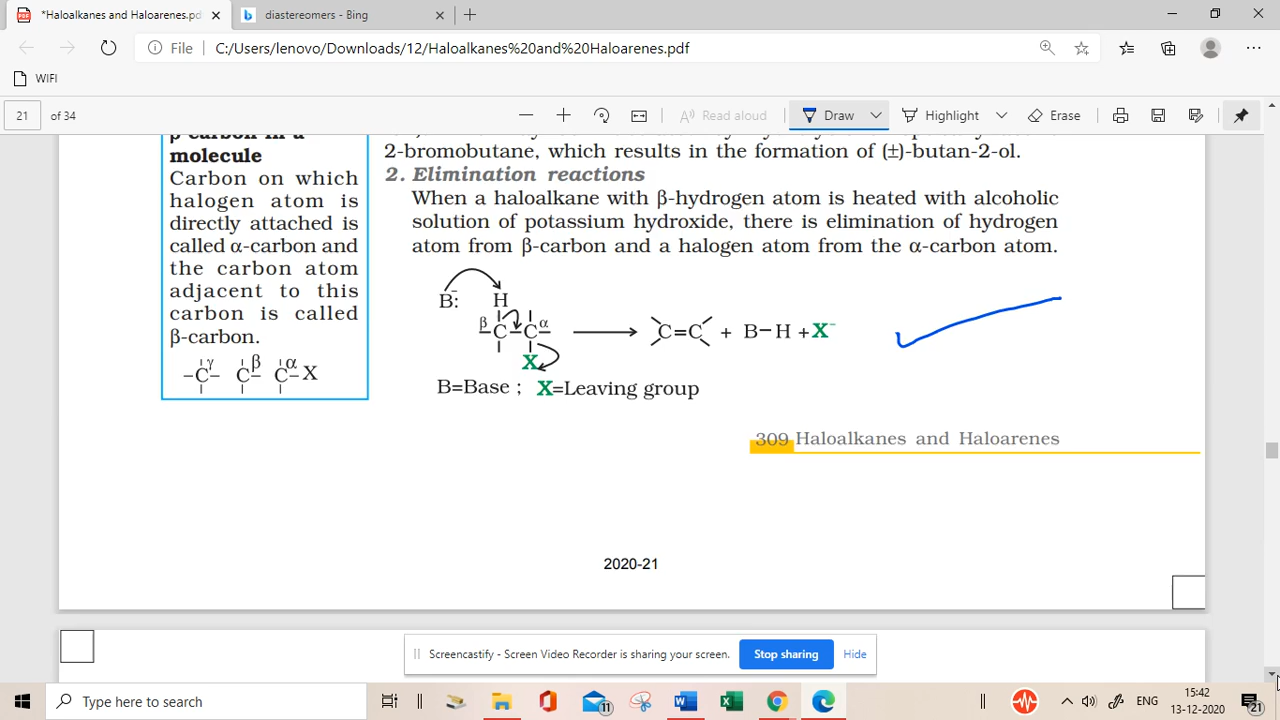 *Haloalkanes and Haloarenes.pdf
diastereomers - Bing
File
C:/Users/lenovo/Downloads/12/Haloalkanes%20and%20Haloarenes.pdf
WIFI
21 of 34
Read aloud
Draw
Highlight
Erase
β-carbon in a
molecule
Carbon on which
halogen atom is
directly attached is
called α-carbon and
the carbon atom
adjacent to this
carbon is called
β-carbon.
γ β α
–C– C– C–X
2-bromobutane, which results in the formation of (±)-butan-2-ol.
2. Elimination reactions
When a haloalkane with β-hydrogen atom is heated with alcoholic
solution of potassium hydroxide, there is elimination of hydrogen
atom from β-carbon and a halogen atom from the α-carbon atom.
B:⁻ H
β C–C α → C=C + B–H + X⁻
X
B=Base ; X=Leaving group
309 Haloalkanes and Haloarenes
2020-21
Screencastify - Screen Video Recorder is sharing your screen.
Stop sharing
Hide
Type here to search
11
ENG
15:42
13-12-2020
21